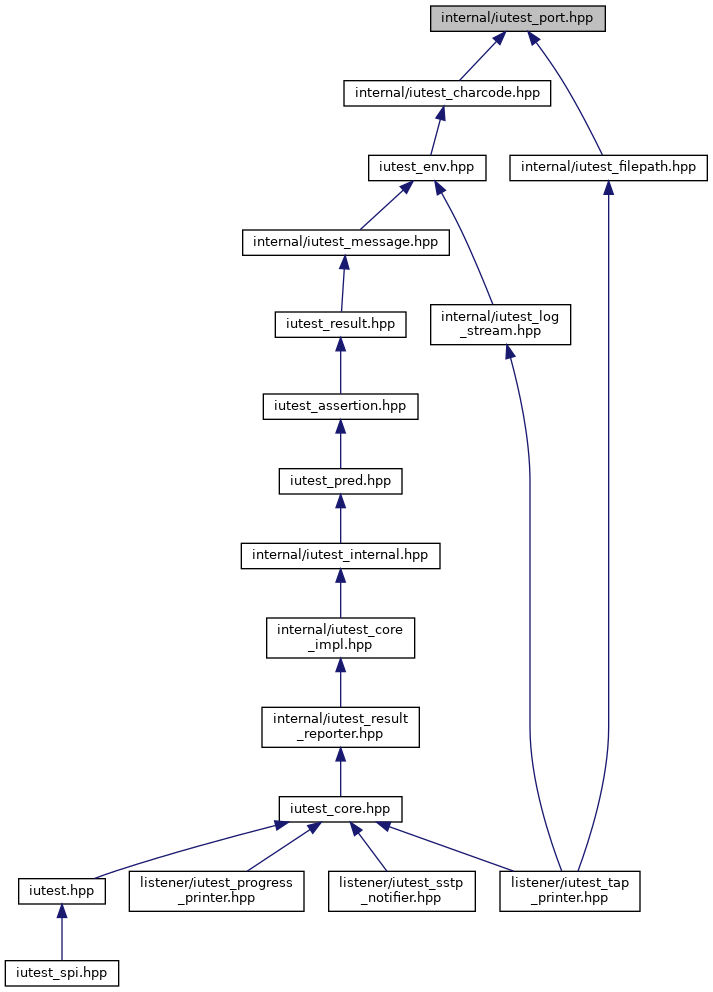 internal/iutest_port.hpp
internal/iutest_charcode.hpp
iutest_env.hpp
internal/iutest_filepath.hpp
internal/iutest_message.hpp
iutest_result.hpp
internal/iutest_log
_stream.hpp
iutest_assertion.hpp
iutest_pred.hpp
internal/iutest_internal.hpp
internal/iutest_core
_impl.hpp
internal/iutest_result
_reporter.hpp
iutest_core.hpp
iutest.hpp
listener/iutest_progress
_printer.hpp
listener/iutest_sstp
_notifier.hpp
listener/iutest_tap
_printer.hpp
iutest_spi.hpp